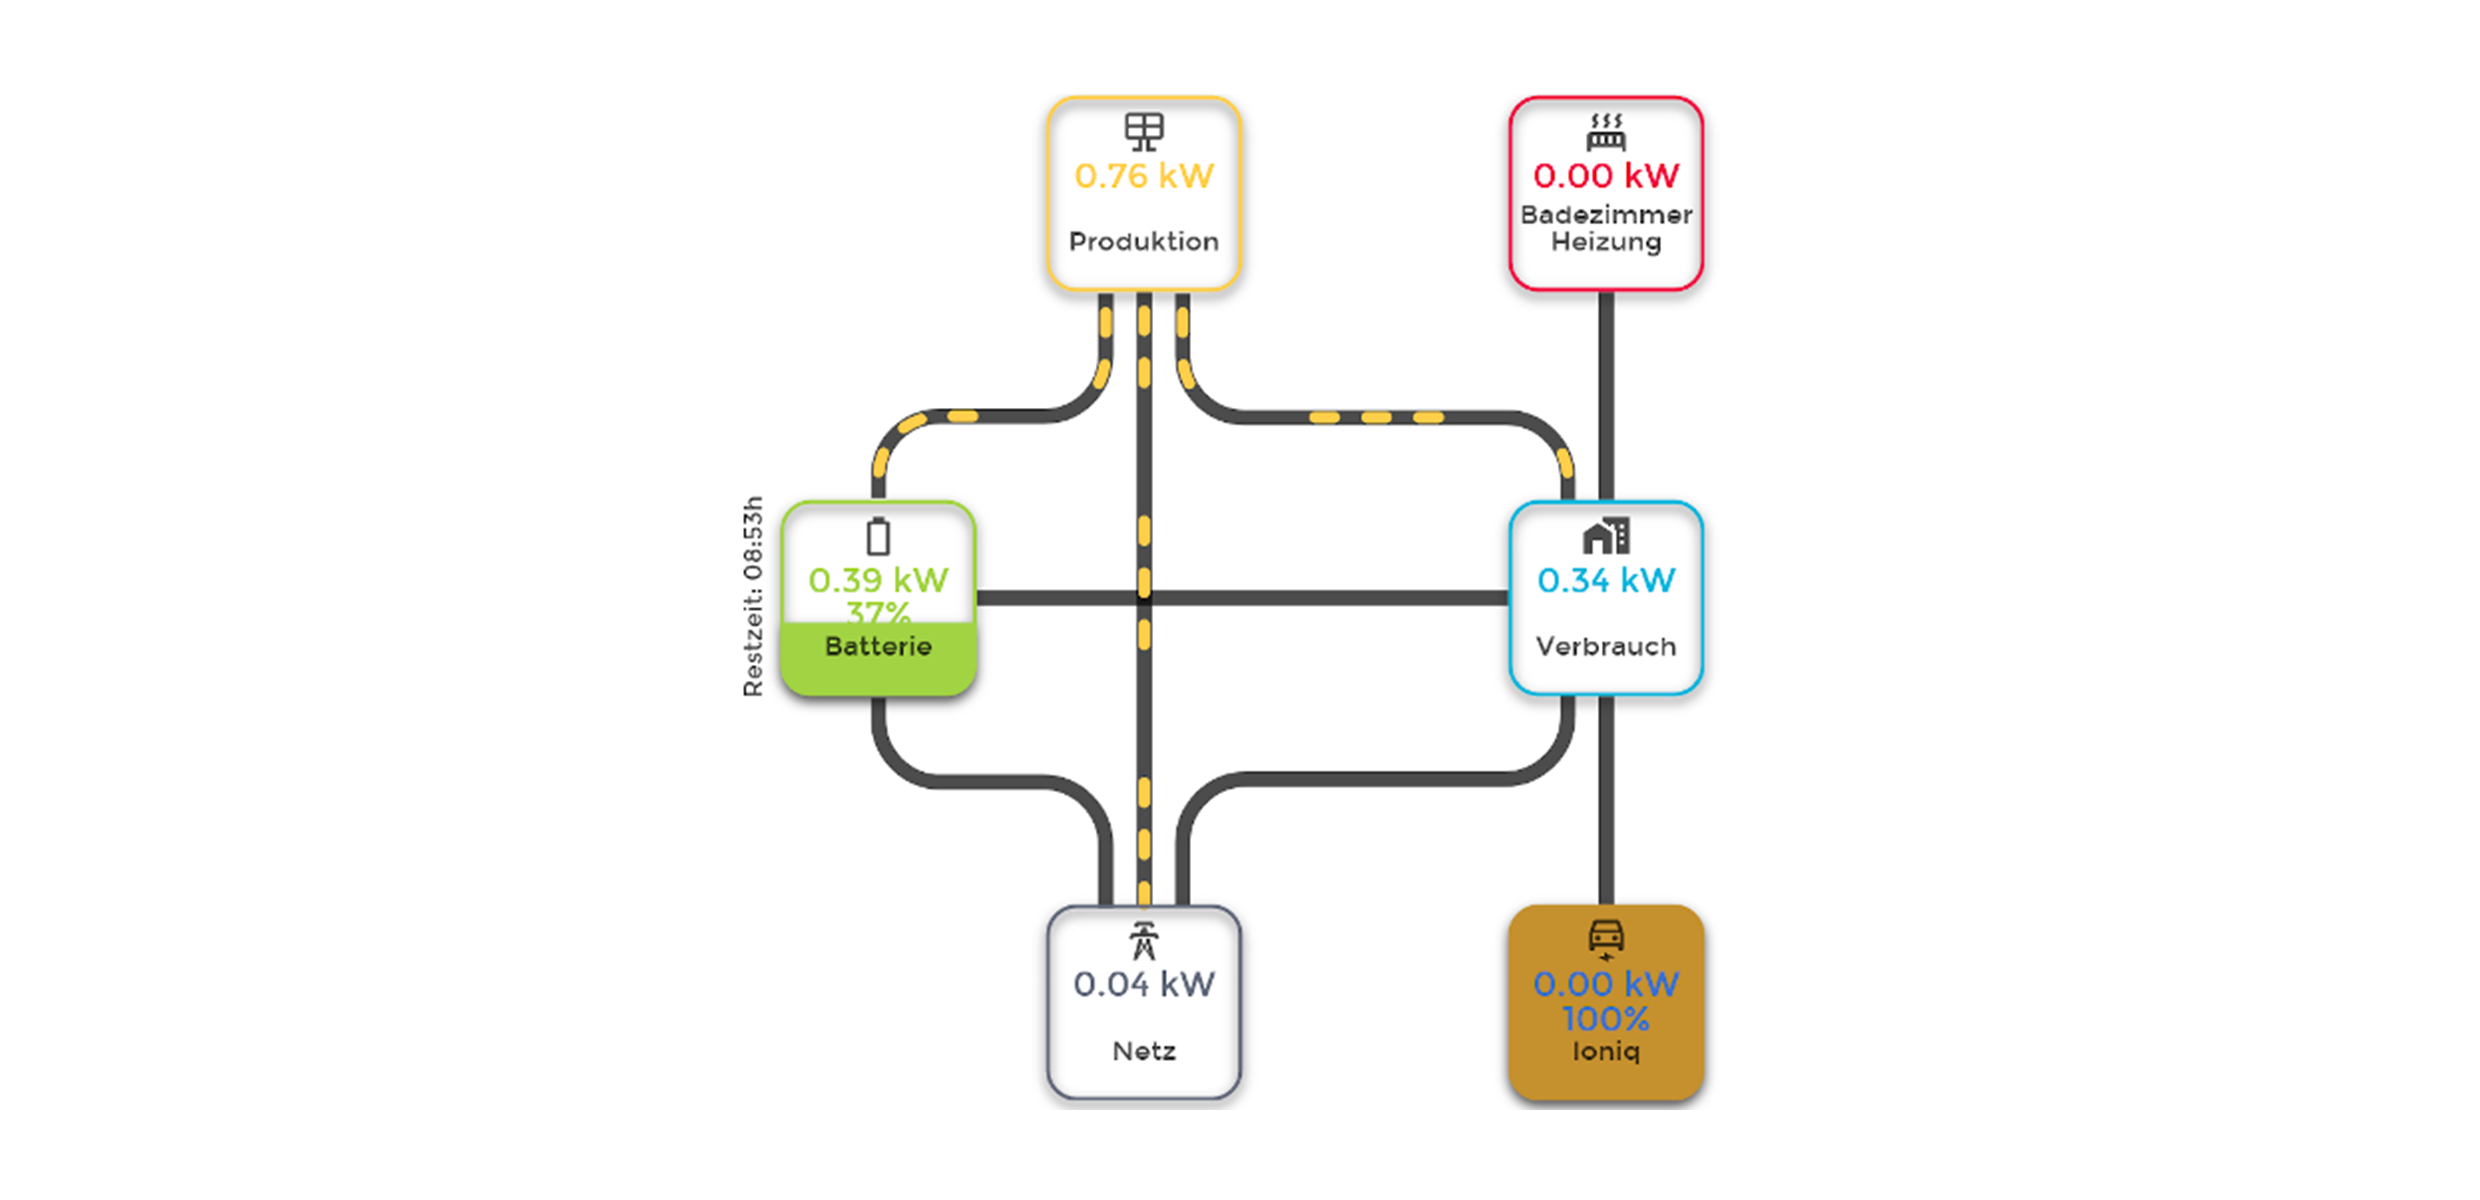 0.76 kW
Produktion
0.00 kW
Badezimmer
Heizung
Restzeit: 08:53h
0.39 kW
37%
Batterie
0.34 kW
Verbrauch
0.04 kW
Netz
0.00 kW
100%
Ioniq